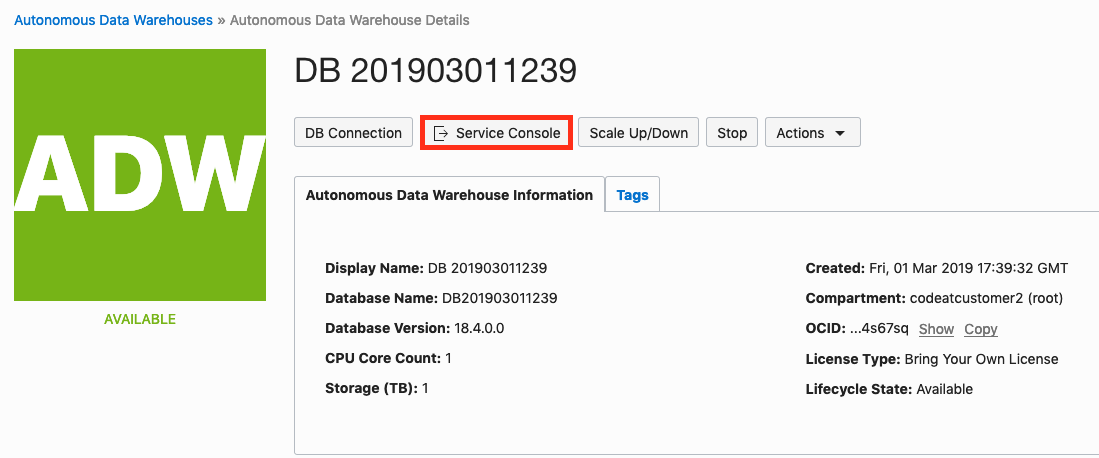 Autonomous Data Warehouses » Autonomous Data Warehouse Details
ADW
AVAILABLE
DB 201903011239
DB Connection
Service Console
Scale Up/Down
Stop
Actions
Autonomous Data Warehouse Information
Tags
Display Name: DB 201903011239
Database Name: DB201903011239
Database Version: 18.4.0.0
CPU Core Count: 1
Storage (TB): 1
Created: Fri, 01 Mar 2019 17:39:32 GMT
Compartment: codeatcustomer2 (root)
OCID: ...4s67sq Show Copy
License Type: Bring Your Own License
Lifecycle State: Available